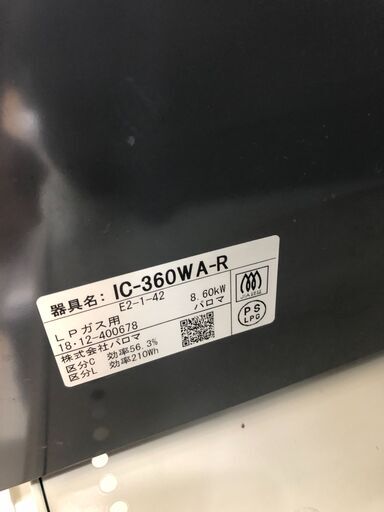 器具名: IC-360WA-R
E2-1-42 8.60kW
LPガス用 パロマ
18.12-400678
株式会社パロマ
区分C 効率56.3%
区分L 効率210Wh
PS
LPG